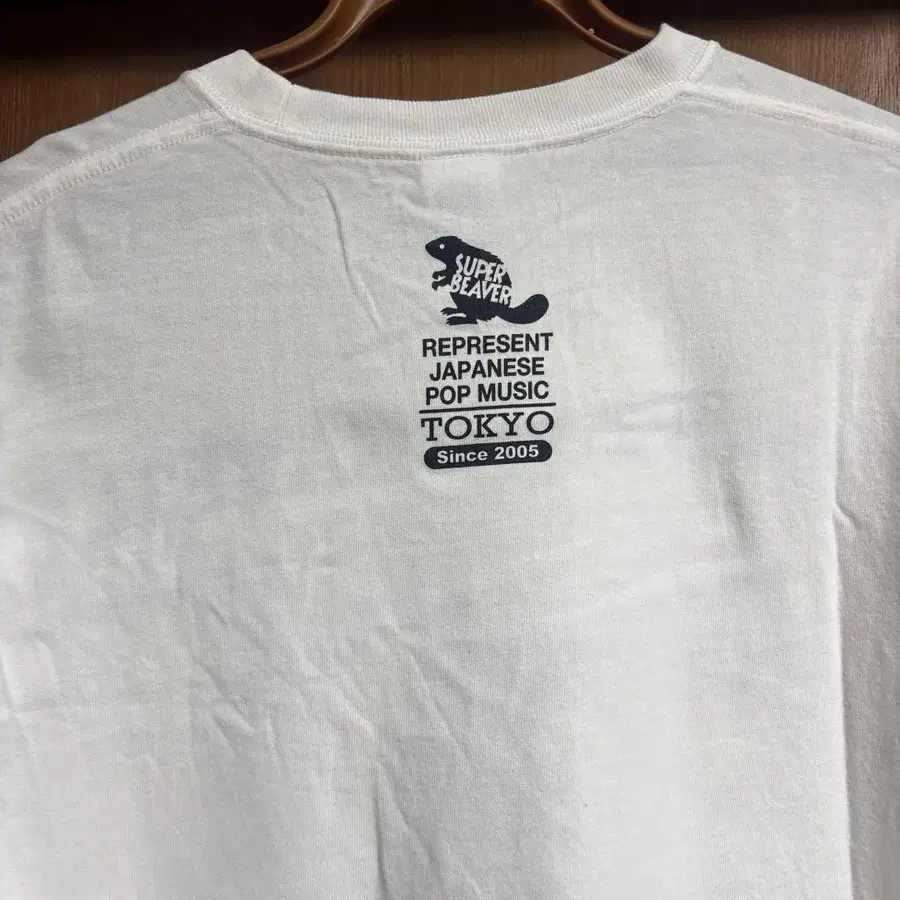 SUPER
BEAVER
REPRESENT
JAPANESE
POP MUSIC
TOKYO
Since 2005